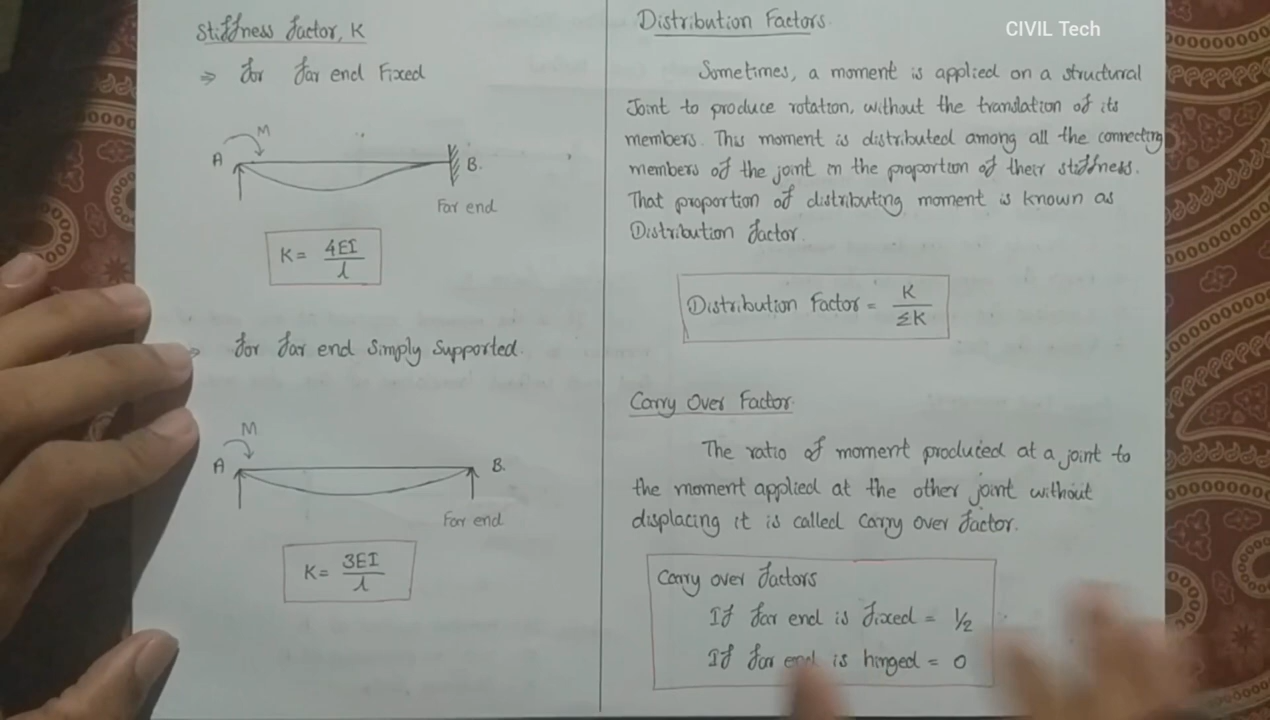 Stiffness factor, K
⇒ for far end Fixed
M
A
B.
Far end
K = 4EI / l
⇒ for far end Simply Supported.
M
A
B.
Far end
K = 3EI / l
Distribution Factors.
CIVIL Tech
Sometimes, a moment is applied on a structural
Joint to produce rotation, without the translation of its
members. This moment is distributed among all the connecting
members of the joint in the proportion of their stiffness.
That proportion of distributing moment is known as
Distribution factor.
Distribution Factor = K / ΣK
Carry Over Factor.
The ratio of moment produced at a joint to
the moment applied at the other joint without
displacing it is called Carry over factor.
Carry over factors
If far end is fixed = 1/2
If far end is hinged = 0